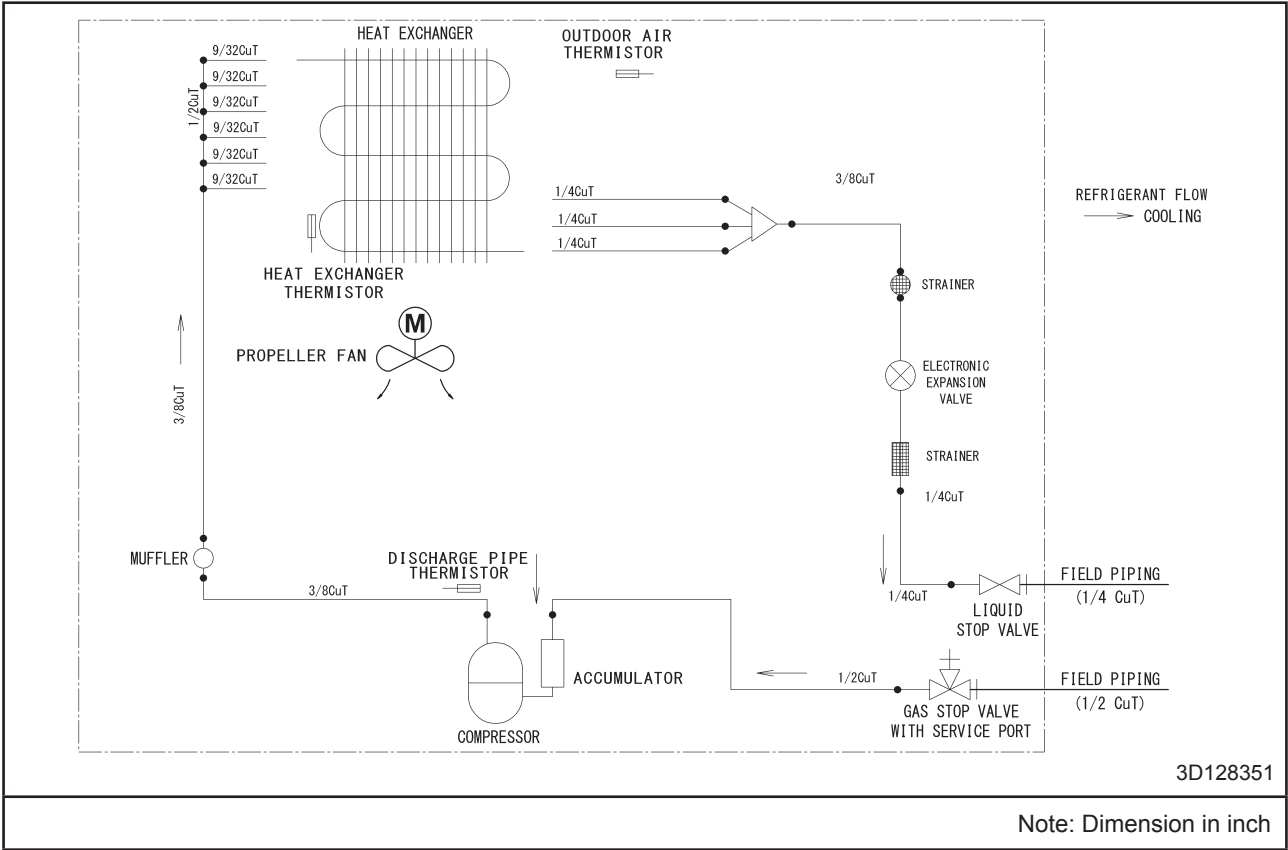 HEAT EXCHANGER
OUTDOOR AIR
THERMISTOR
9/32CuT
9/32CuT
9/32CuT
9/32CuT
9/32CuT
9/32CuT
1/2CuT
1/4CuT
1/4CuT
1/4CuT
3/8CuT
REFRIGERANT FLOW
COOLING
HEAT EXCHANGER
THERMISTOR
STRAINER
M
PROPELLER FAN
ELECTRONIC
EXPANSION
VALVE
3/8CuT
STRAINER
1/4CuT
MUFFLER
DISCHARGE PIPE
THERMISTOR
3/8CuT
1/4CuT
LIQUID
STOP VALVE
FIELD PIPING
(1/4 CuT)
ACCUMULATOR
COMPRESSOR
1/2CuT
GAS STOP VALVE
WITH SERVICE PORT
FIELD PIPING
(1/2 CuT)
3D128351
Note: Dimension in inch